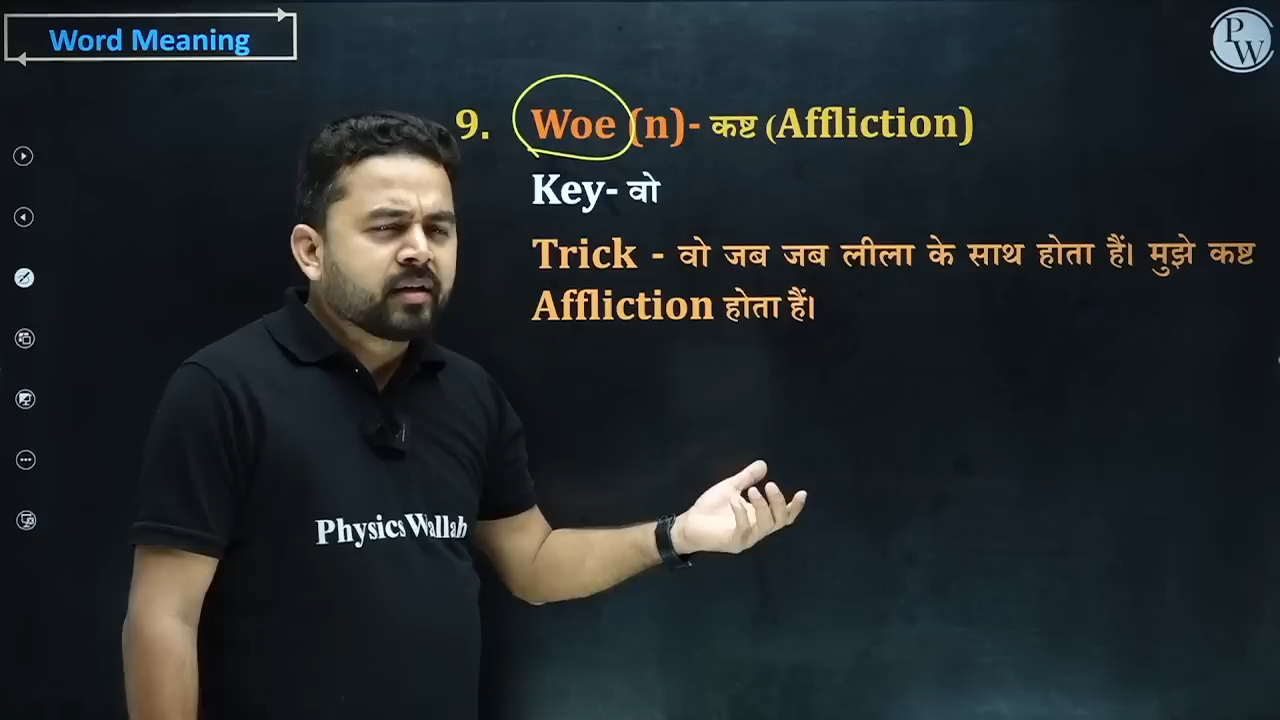 Word Meaning
PW
9. Woe (n)- कष्ट (Affliction)
Key- वो
Trick - वो जब जब लीला के साथ होता हैं। मुझे कष्ट
Affliction होता हैं।
Physics Wallah